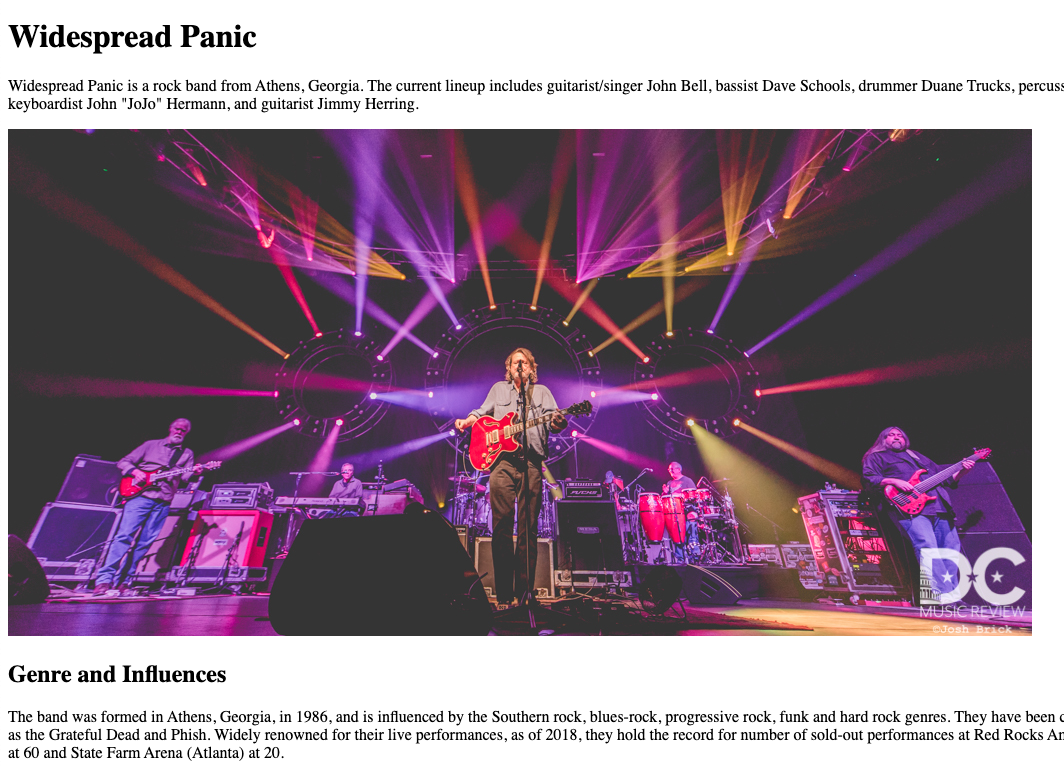 Widespread Panic
Widespread Panic is a rock band from Athens, Georgia. The current lineup includes guitarist/singer John Bell, bassist Dave Schools, drummer Duane Trucks,
keyboardist John "JoJo" Hermann, and guitarist Jimmy Herring.
FUCHS
DC
MUSIC REVIEW
©Josh Brick
Genre and Influences
The band was formed in Athens, Georgia, in 1986, and is influenced by the Southern rock, blues-rock, progressive rock, funk and hard rock genres. They have been
as the Grateful Dead and Phish. Widely renowned for their live performances, as of 2018, they hold the record for number of sold-out performances at Red Rocks
at 60 and State Farm Arena (Atlanta) at 20.